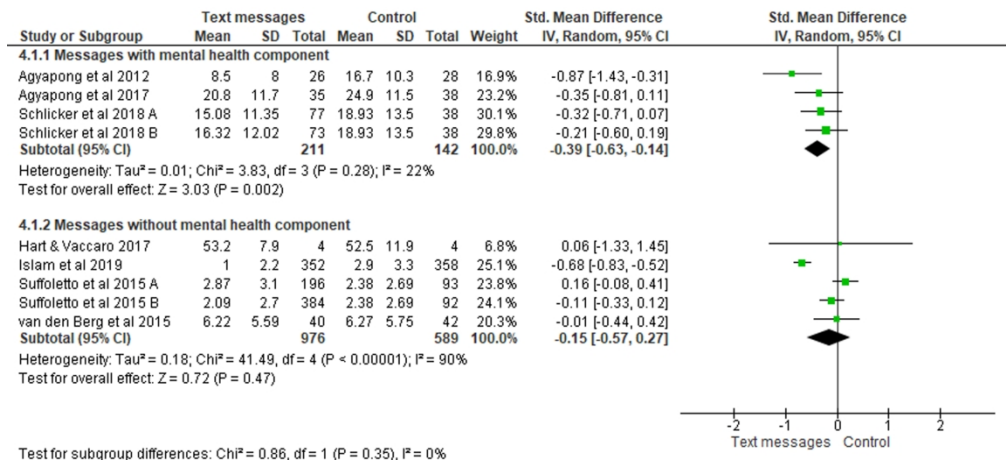 Text messages Control Std. Mean Difference Std. Mean Difference
Study or Subgroup Mean SD Total Mean SD Total Weight IV, Random, 95% CI IV, Random, 95% CI
4.1.1 Messages with mental health component
Agyapong et al 2012 8.5 8 26 16.7 10.3 28 16.9% -0.87 [-1.43, -0.31]
Agyapong et al 2017 20.8 11.7 35 24.9 11.5 38 23.2% -0.35 [-0.81, 0.11]
Schlicker et al 2018 A 15.08 11.35 77 18.93 13.5 38 30.1% -0.32 [-0.71, 0.07]
Schlicker et al 2018 B 16.32 12.02 73 18.93 13.5 38 29.8% -0.21 [-0.60, 0.19]
Subtotal (95% CI) 211 142 100.0% -0.39 [-0.63, -0.14]
Heterogeneity: Tau² = 0.01; Chi² = 3.83, df = 3 (P = 0.28); I² = 22%
Test for overall effect: Z = 3.03 (P = 0.002)
4.1.2 Messages without mental health component
Hart & Vaccaro 2017 53.2 7.9 4 52.5 11.9 4 6.8% 0.06 [-1.33, 1.45]
Islam et al 2019 1 2.2 352 2.9 3.3 358 25.1% -0.68 [-0.83, -0.52]
Suffoletto et al 2015 A 2.87 3.1 196 2.38 2.69 93 23.8% 0.16 [-0.08, 0.41]
Suffoletto et al 2015 B 2.09 2.7 384 2.38 2.69 92 24.1% -0.11 [-0.33, 0.12]
van den Berg et al 2015 6.22 5.59 40 6.27 5.75 42 20.3% -0.01 [-0.44, 0.42]
Subtotal (95% CI) 976 589 100.0% -0.15 [-0.57, 0.27]
Heterogeneity: Tau² = 0.18; Chi² = 41.49, df = 4 (P < 0.00001); I² = 90%
Test for overall effect: Z = 0.72 (P = 0.47)
-2 -1 0 1 2
Text messages Control
Test for subgroup differences: Chi² = 0.86, df = 1 (P = 0.35), I² = 0%